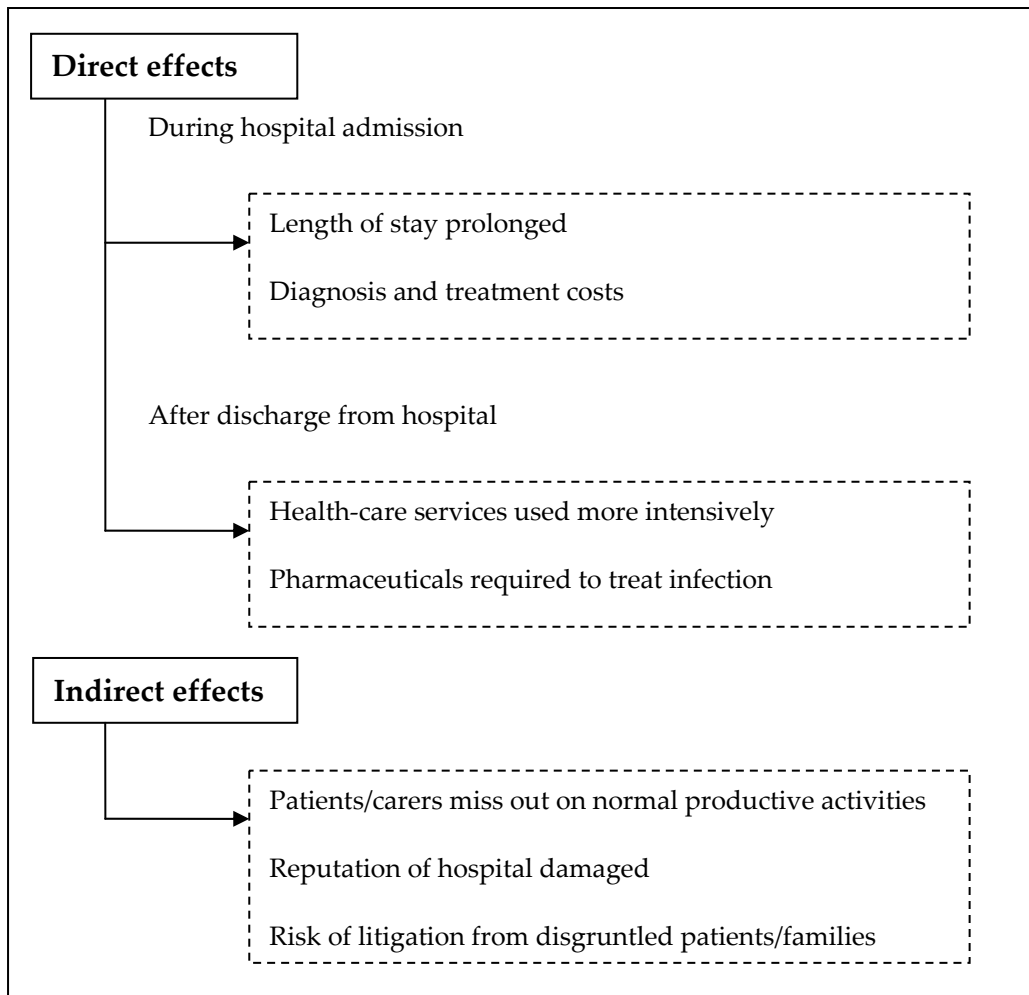 Direct effects
During hospital admission
Length of stay prolonged
Diagnosis and treatment costs
After discharge from hospital
Health-care services used more intensively
Pharmaceuticals required to treat infection
Indirect effects
Patients/carers miss out on normal productive activities
Reputation of hospital damaged
Risk of litigation from disgruntled patients/families